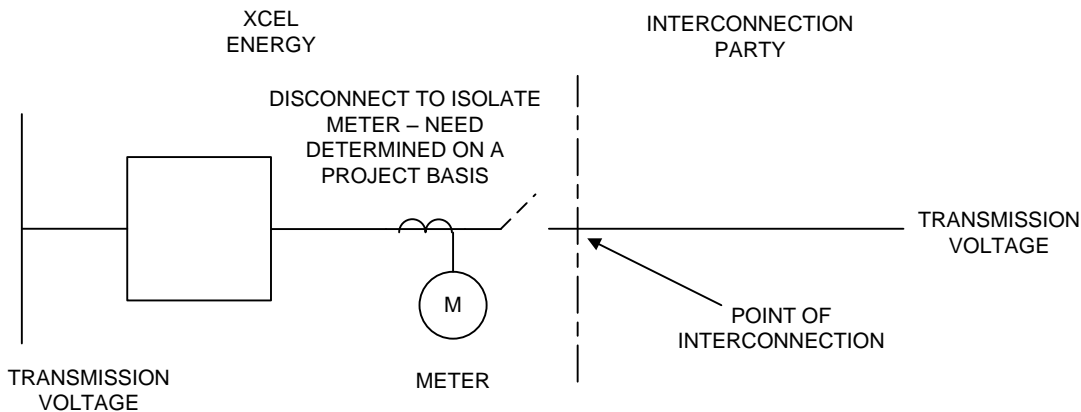 XCEL
ENERGY
INTERCONNECTION
PARTY
DISCONNECT TO ISOLATE
METER – NEED
DETERMINED ON A
PROJECT BASIS
TRANSMISSION
VOLTAGE
M
POINT OF
INTERCONNECTION
TRANSMISSION
VOLTAGE
METER